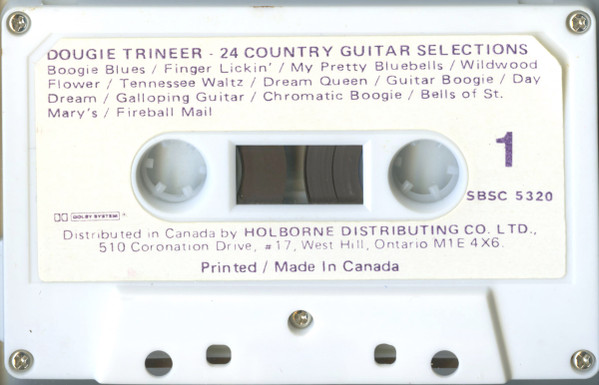 DOUGIE TRINEER - 24 COUNTRY GUITAR SELECTIONS
Boogie Blues / Finger Lickin' / My Pretty Bluebells / Wildwood
Flower / Tennessee Waltz / Dream Queen / Guitar Boogie / Day
Dream / Galloping Guitar / Chromatic Boogie / Bells of St.
Mary's / Fireball Mail
1
SBSC 5320
DOLBY SYSTEM ®
Distributed in Canada by HOLBORNE DISTRIBUTING CO. LTD.,
510 Coronation Drive, #17, West Hill, Ontario M1E 4X6.
Printed / Made In Canada